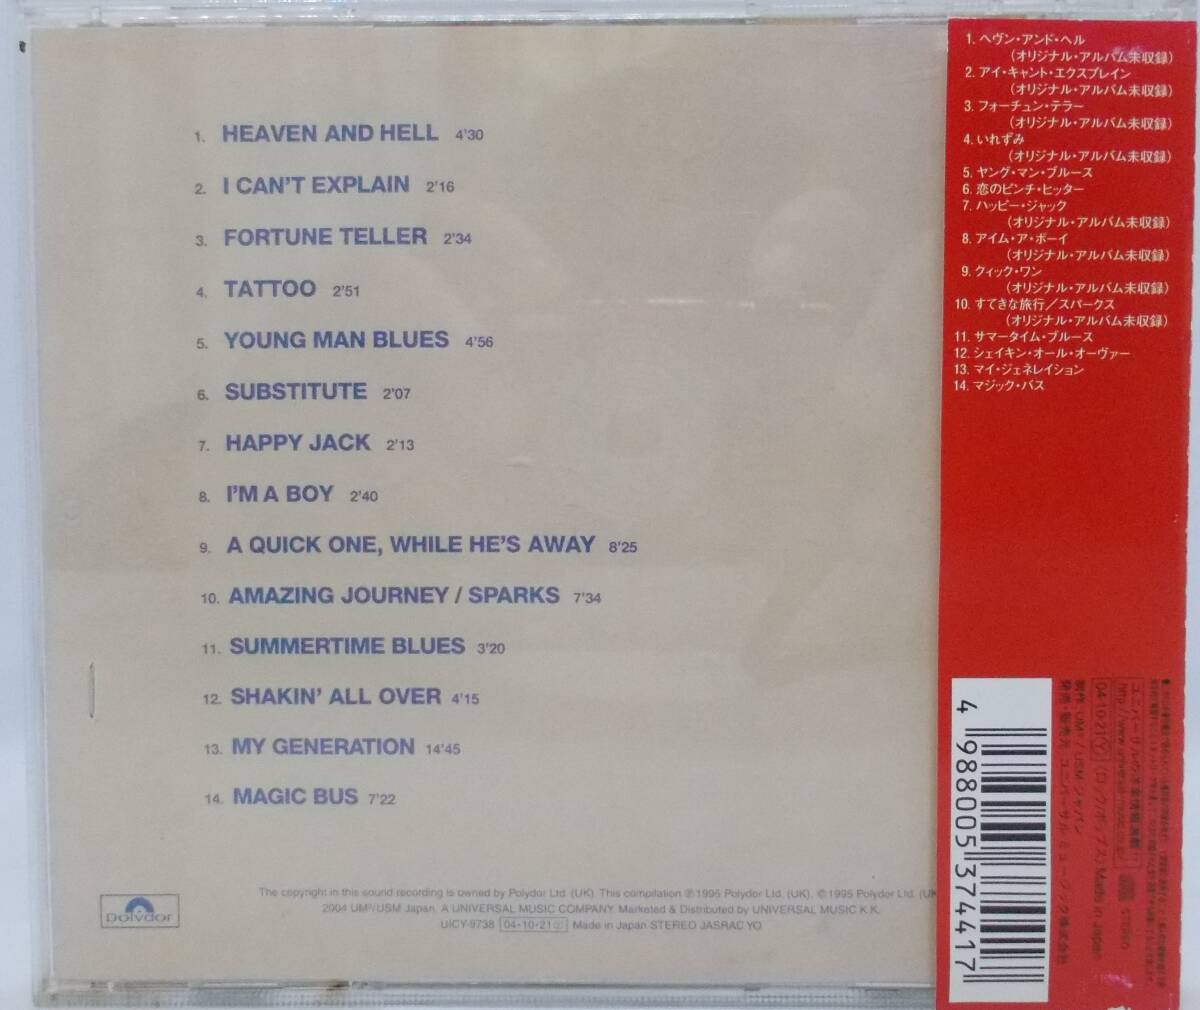 1. HEAVEN AND HELL 4'30
2. I CAN'T EXPLAIN 2'16
3. FORTUNE TELLER 2'34
4. TATTOO 2'51
5. YOUNG MAN BLUES 4'56
6. SUBSTITUTE 2'07
7. HAPPY JACK 2'13
8. I'M A BOY 2'40
9. A QUICK ONE, WHILE HE'S AWAY 8'25
10. AMAZING JOURNEY / SPARKS 7'34
11. SUMMERTIME BLUES 3'20
12. SHAKIN' ALL OVER 4'15
13. MY GENERATION 14'45
14. MAGIC BUS 7'22
Polydor
The copyright in this sound recording is owned by Polydor Ltd. (UK). This compilation ℗1995 Polydor Ltd. (UK). ©1995 Polydor Ltd. (UK
2004 UM³/USM Japan, A UNIVERSAL MUSIC COMPANY Marketed & Distributed by UNIVERSAL MUSIC K.K.
UICY-9738 04・10・21 Made in Japan STEREO JASRAC YO
1. ヘヴン・アンド・ヘル
(オリジナル・アルバム未収録)
2. アイ・キャント・エクスプレイン
(オリジナル・アルバム未収録)
3. フォーチュン・テラー
(オリジナル・アルバム未収録)
4. いれずみ
(オリジナル・アルバム未収録)
5. ヤング・マン・ブルース
6. 恋のピンチ・ヒッター
7. ハッピー・ジャック
(オリジナル・アルバム未収録)
8. アイム・ア・ボーイ
(オリジナル・アルバム未収録)
9. クィック・ワン
(オリジナル・アルバム未収録)
10. すてきな旅行／スパークス
(オリジナル・アルバム未収録)
11. サマータイム・ブルース
12. シェイキン・オール・オーヴァー
13. マイ・ジェネレイション
14. マジック・バス
04・10・21 (Y) (ロック/ポップス) Made in Japan
STEREO
4 988005 374417